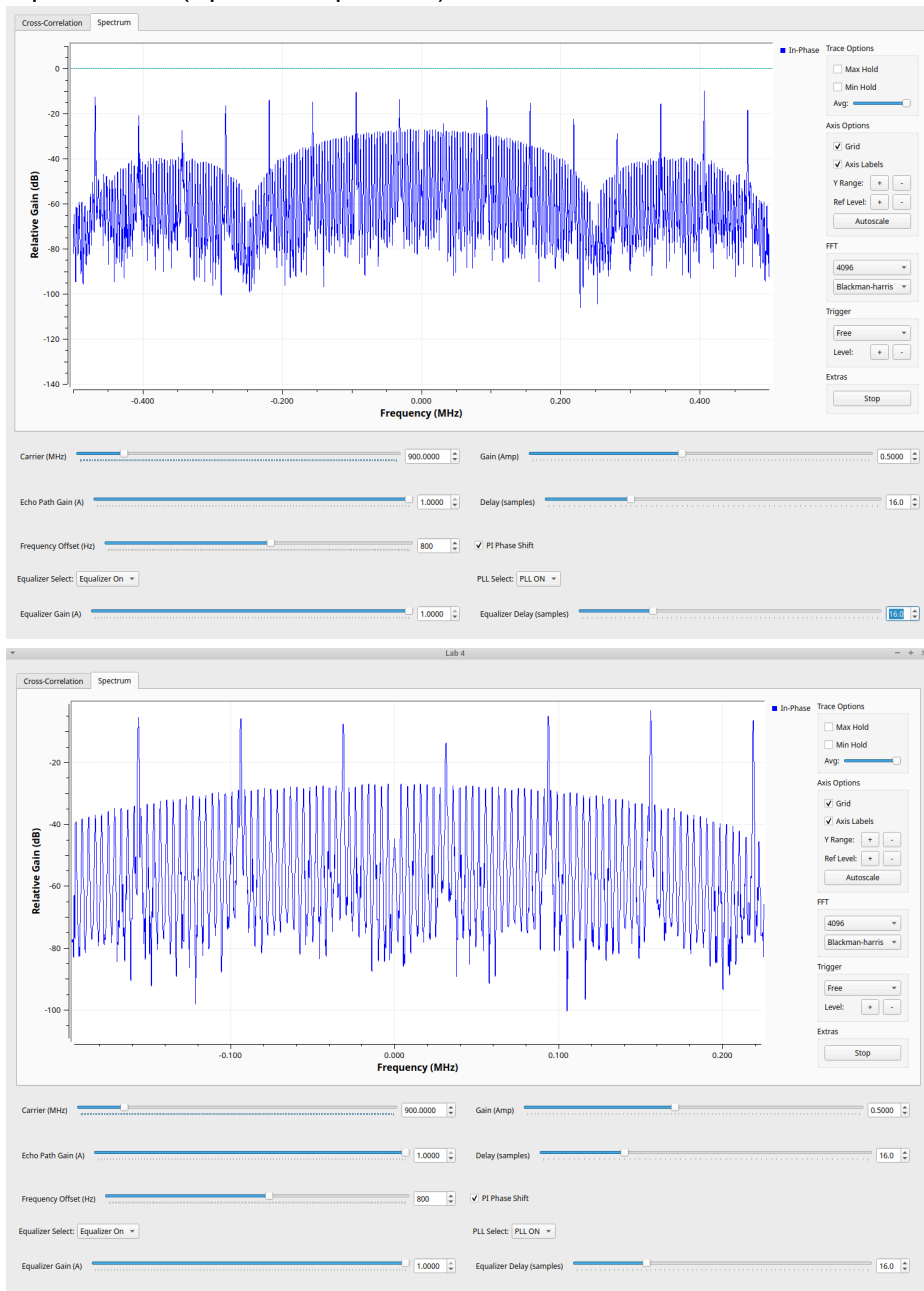 Cross-Correlation Spectrum
In-Phase
Trace Options
Max Hold
Min Hold
Avg:
Axis Options
Grid
Axis Labels
Y Range: + -
Ref Level: + -
Autoscale
FFT
4096
Blackman-harris
Trigger
Free
Level: + -
Extras
Stop
Relative Gain (dB)
0
-20
-40
-60
-80
-100
-120
-140
-0.400 -0.200 0.000 0.200 0.400
Frequency (MHz)
Carrier (MHz) 900.0000 Gain (Amp) 0.5000
Echo Path Gain (A) 1.0000 Delay (samples) 16.0
Frequency Offset (Hz) 800 PI Phase Shift
Equalizer Select: Equalizer On PLL Select: PLL ON
Equalizer Gain (A) 1.0000 Equalizer Delay (samples) 16.0
Lab 4
Cross-Correlation Spectrum
In-Phase
Trace Options
Max Hold
Min Hold
Avg:
Axis Options
Grid
Axis Labels
Y Range: + -
Ref Level: + -
Autoscale
FFT
4096
Blackman-harris
Trigger
Free
Level: + -
Extras
Stop
Relative Gain (dB)
-20
-40
-60
-80
-100
-0.100 0.000 0.100 0.200
Frequency (MHz)
Carrier (MHz) 900.0000 Gain (Amp) 0.5000
Echo Path Gain (A) 1.0000 Delay (samples) 16.0
Frequency Offset (Hz) 800 PI Phase Shift
Equalizer Select: Equalizer On PLL Select: PLL ON
Equalizer Gain (A) 1.0000 Equalizer Delay (samples) 16.0